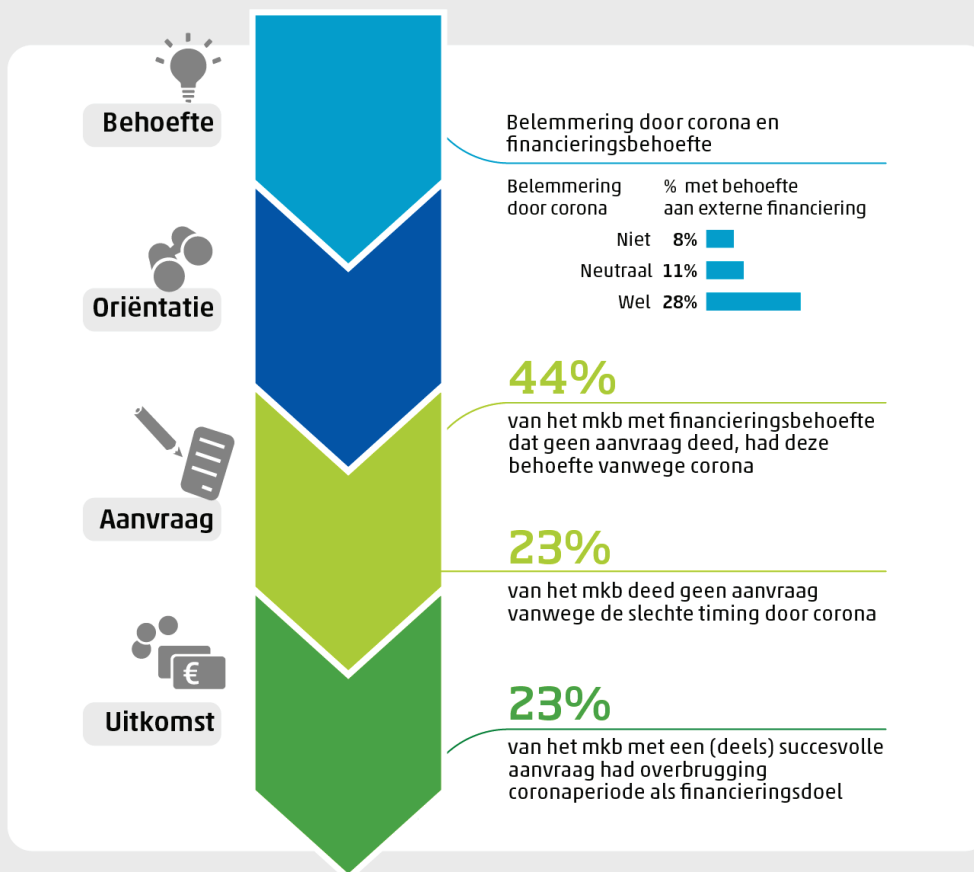 Behoefte
Belemmering door corona en
financieringsbehoefte
Belemmering
door corona
% met behoefte
aan externe financiering
Niet 8%
Neutraal 11%
Wel 28%
Oriëntatie
44%
van het mkb met financieringsbehoefte
dat geen aanvraag deed, had deze
behoefte vanwege corona
Aanvraag
23%
van het mkb deed geen aanvraag
vanwege de slechte timing door corona
€
Uitkomst
23%
van het mkb met een (deels) succesvolle
aanvraag had overbrugging
coronaperiode als financieringsdoel